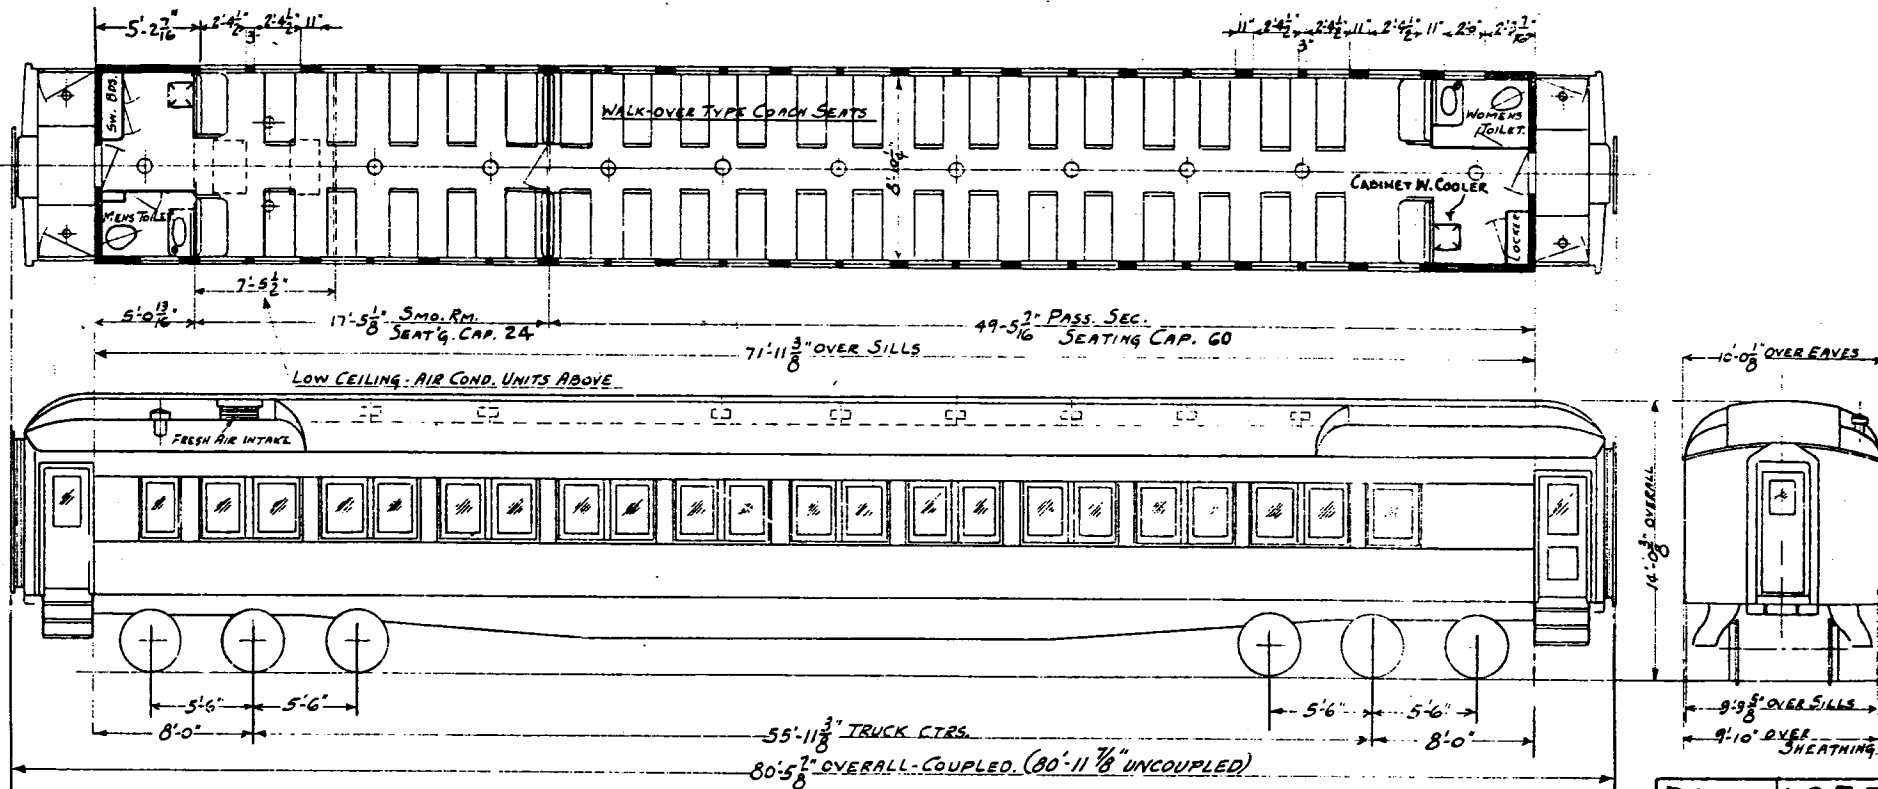 5'-2 7/16"
2'-4 1/2"
3"
2'-4 1/2"
11"
11"
2'-4 1/2"
3"
2'-4 1/2"
11"
2'-4 1/2"
11"
2'-0"
2'-3 7/16"
SW. BDS.
WALK-OVER TYPE COACH SEATS
WOMENS
TOILET.
8'-10 1/4"
CABINET W. COOLER
MENS TOILET
LOCKER
7'-5 1/2"
5'-0 13/16"
17'-5 1/8" SMO. RM.
SEAT'G. CAP. 24
49-5 7/16" PASS. SEC.
SEATING CAP. 60
71'-11 3/8" OVER SILLS
LOW CEILING - AIR COND. UNITS ABOVE
10'-0 1/8" OVER EAVES
FRESH AIR INTAKE
14'-0 3/8" OVERALL
5'-6"
5'-6"
5'-6"
5'-6"
8'-0"
55'-11 3/8" TRUCK CTRS.
8'-0"
9'-9 5/8" OVER SILLS
9'-10" OVER
SHEATHING
80'-5 7/8" OVERALL-COUPLED. (80'-11 7/8" UNCOUPLED)